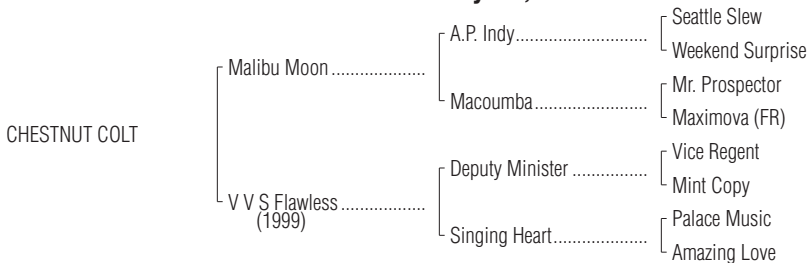 Seattle Slew
A.P. Indy
Weekend Surprise
Malibu Moon
Mr. Prospector
Macoumba
Maximova (FR)
CHESTNUT COLT
Vice Regent
Deputy Minister
Mint Copy
V V S Flawless
(1999)
Palace Music
Singing Heart
Amazing Love